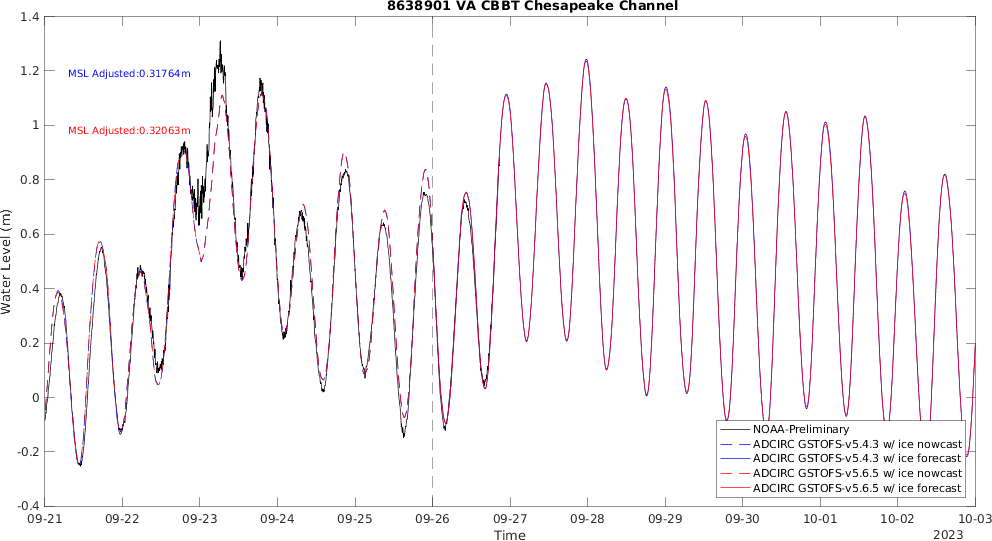 8638901 VA CBBT Chesapeake Channel
1.4
1.2
1
0.8
0.6
0.4
0.2
0
-0.2
-0.4
Water Level (m)
MSL Adjusted:0.31764m
MSL Adjusted:0.32063m
NOAA-Preliminary
ADCIRC GSTOFS-v5.4.3 w/ ice nowcast
ADCIRC GSTOFS-v5.4.3 w/ ice forecast
ADCIRC GSTOFS-v5.6.5 w/ ice nowcast
ADCIRC GSTOFS-v5.6.5 w/ ice forecast
09-21 09-22 09-23 09-24 09-25 09-26 09-27 09-28 09-29 09-30 10-01 10-02 10-03
Time
2023